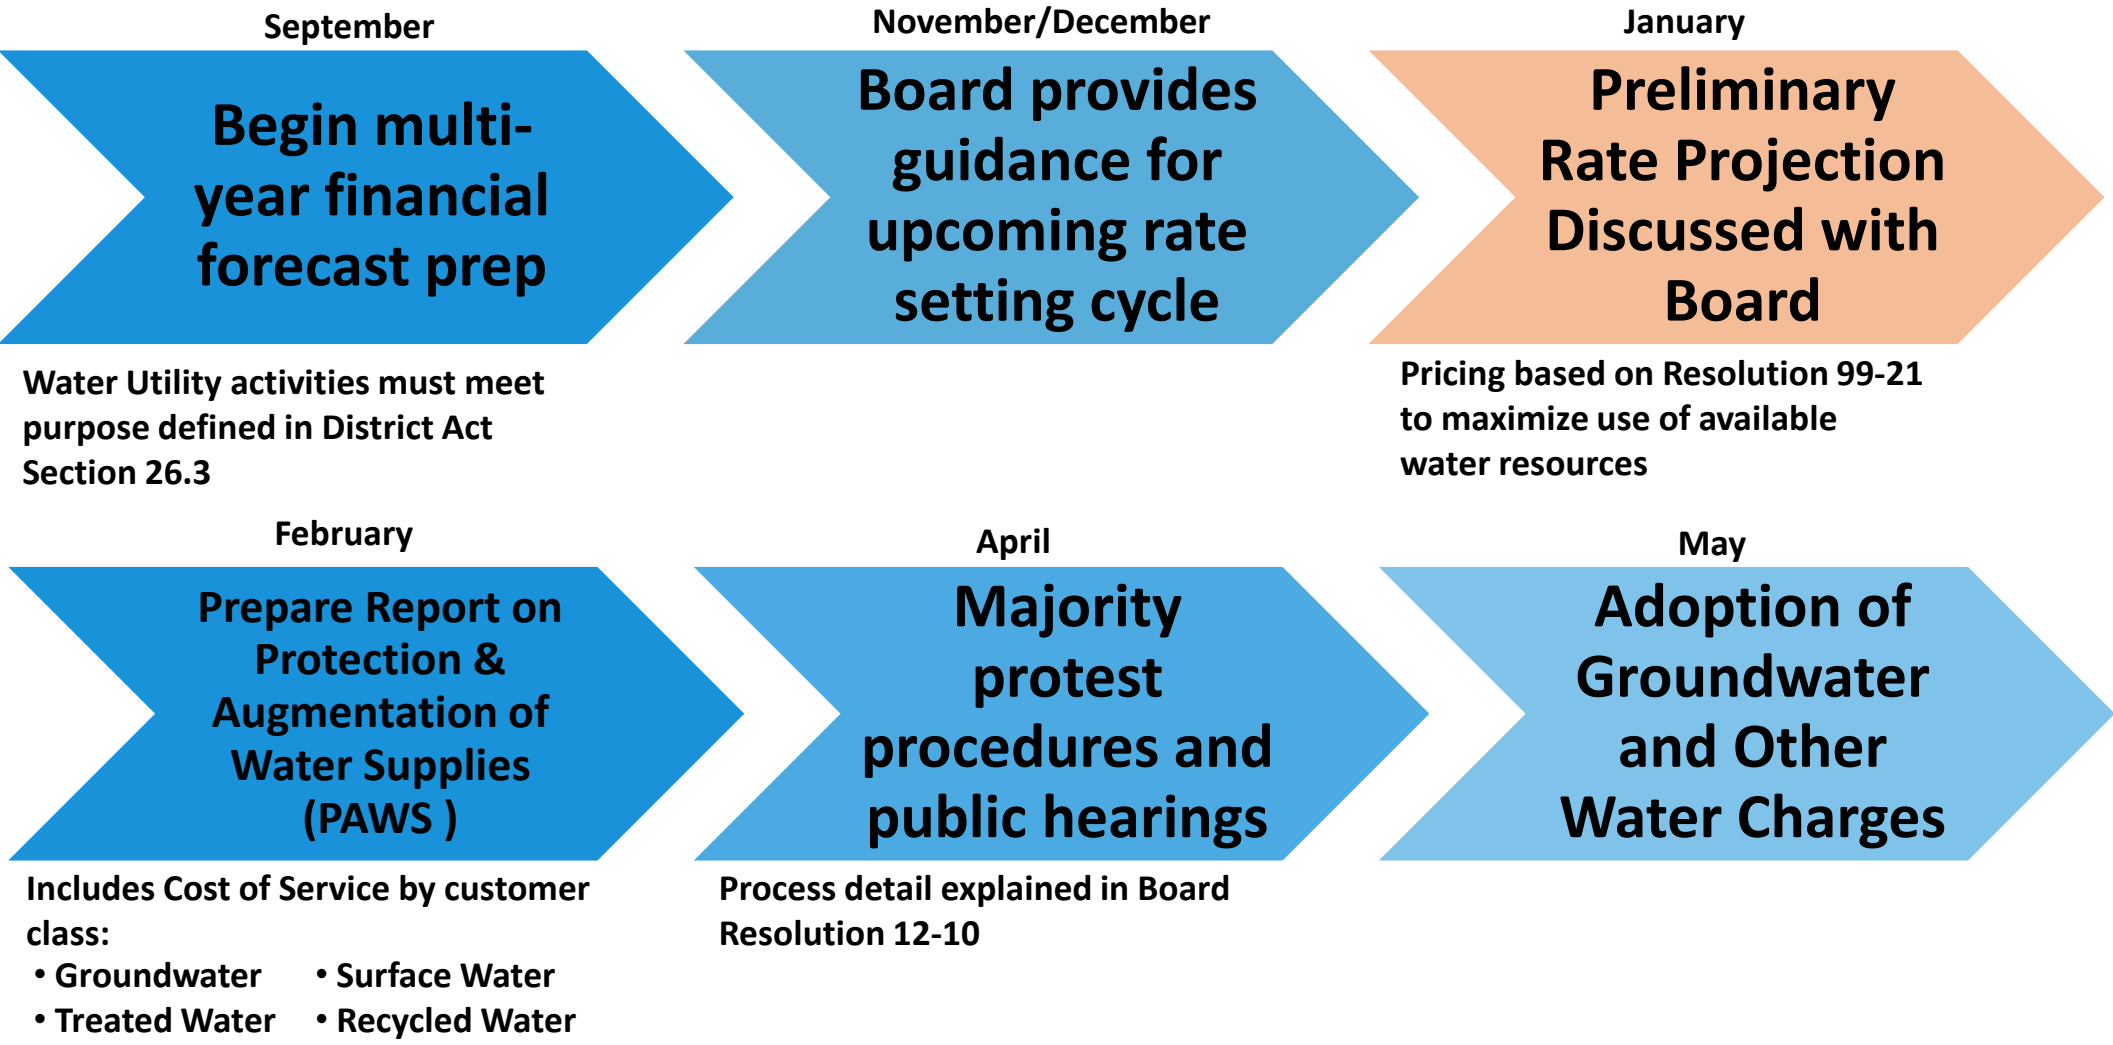 September
Begin multi-
year financial
forecast prep
Water Utility activities must meet
purpose defined in District Act
Section 26.3
November/December
Board provides
guidance for
upcoming rate
setting cycle
January
Preliminary
Rate Projection
Discussed with
Board
Pricing based on Resolution 99-21
to maximize use of available
water resources
February
Prepare Report on
Protection &
Augmentation of
Water Supplies
(PAWS )
Includes Cost of Service by customer
class:
• Groundwater • Surface Water
• Treated Water • Recycled Water
April
Majority
protest
procedures and
public hearings
Process detail explained in Board
Resolution 12-10
May
Adoption of
Groundwater
and Other
Water Charges